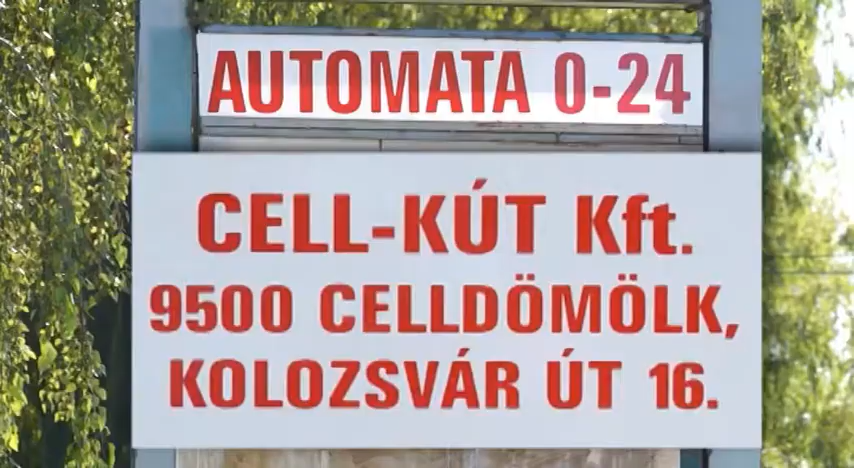 AUTOMATA 0-24
CELL-KÚT Kft.
9500 CELLDÖMÖLK,
KOLOZSVÁR ÚT 16.